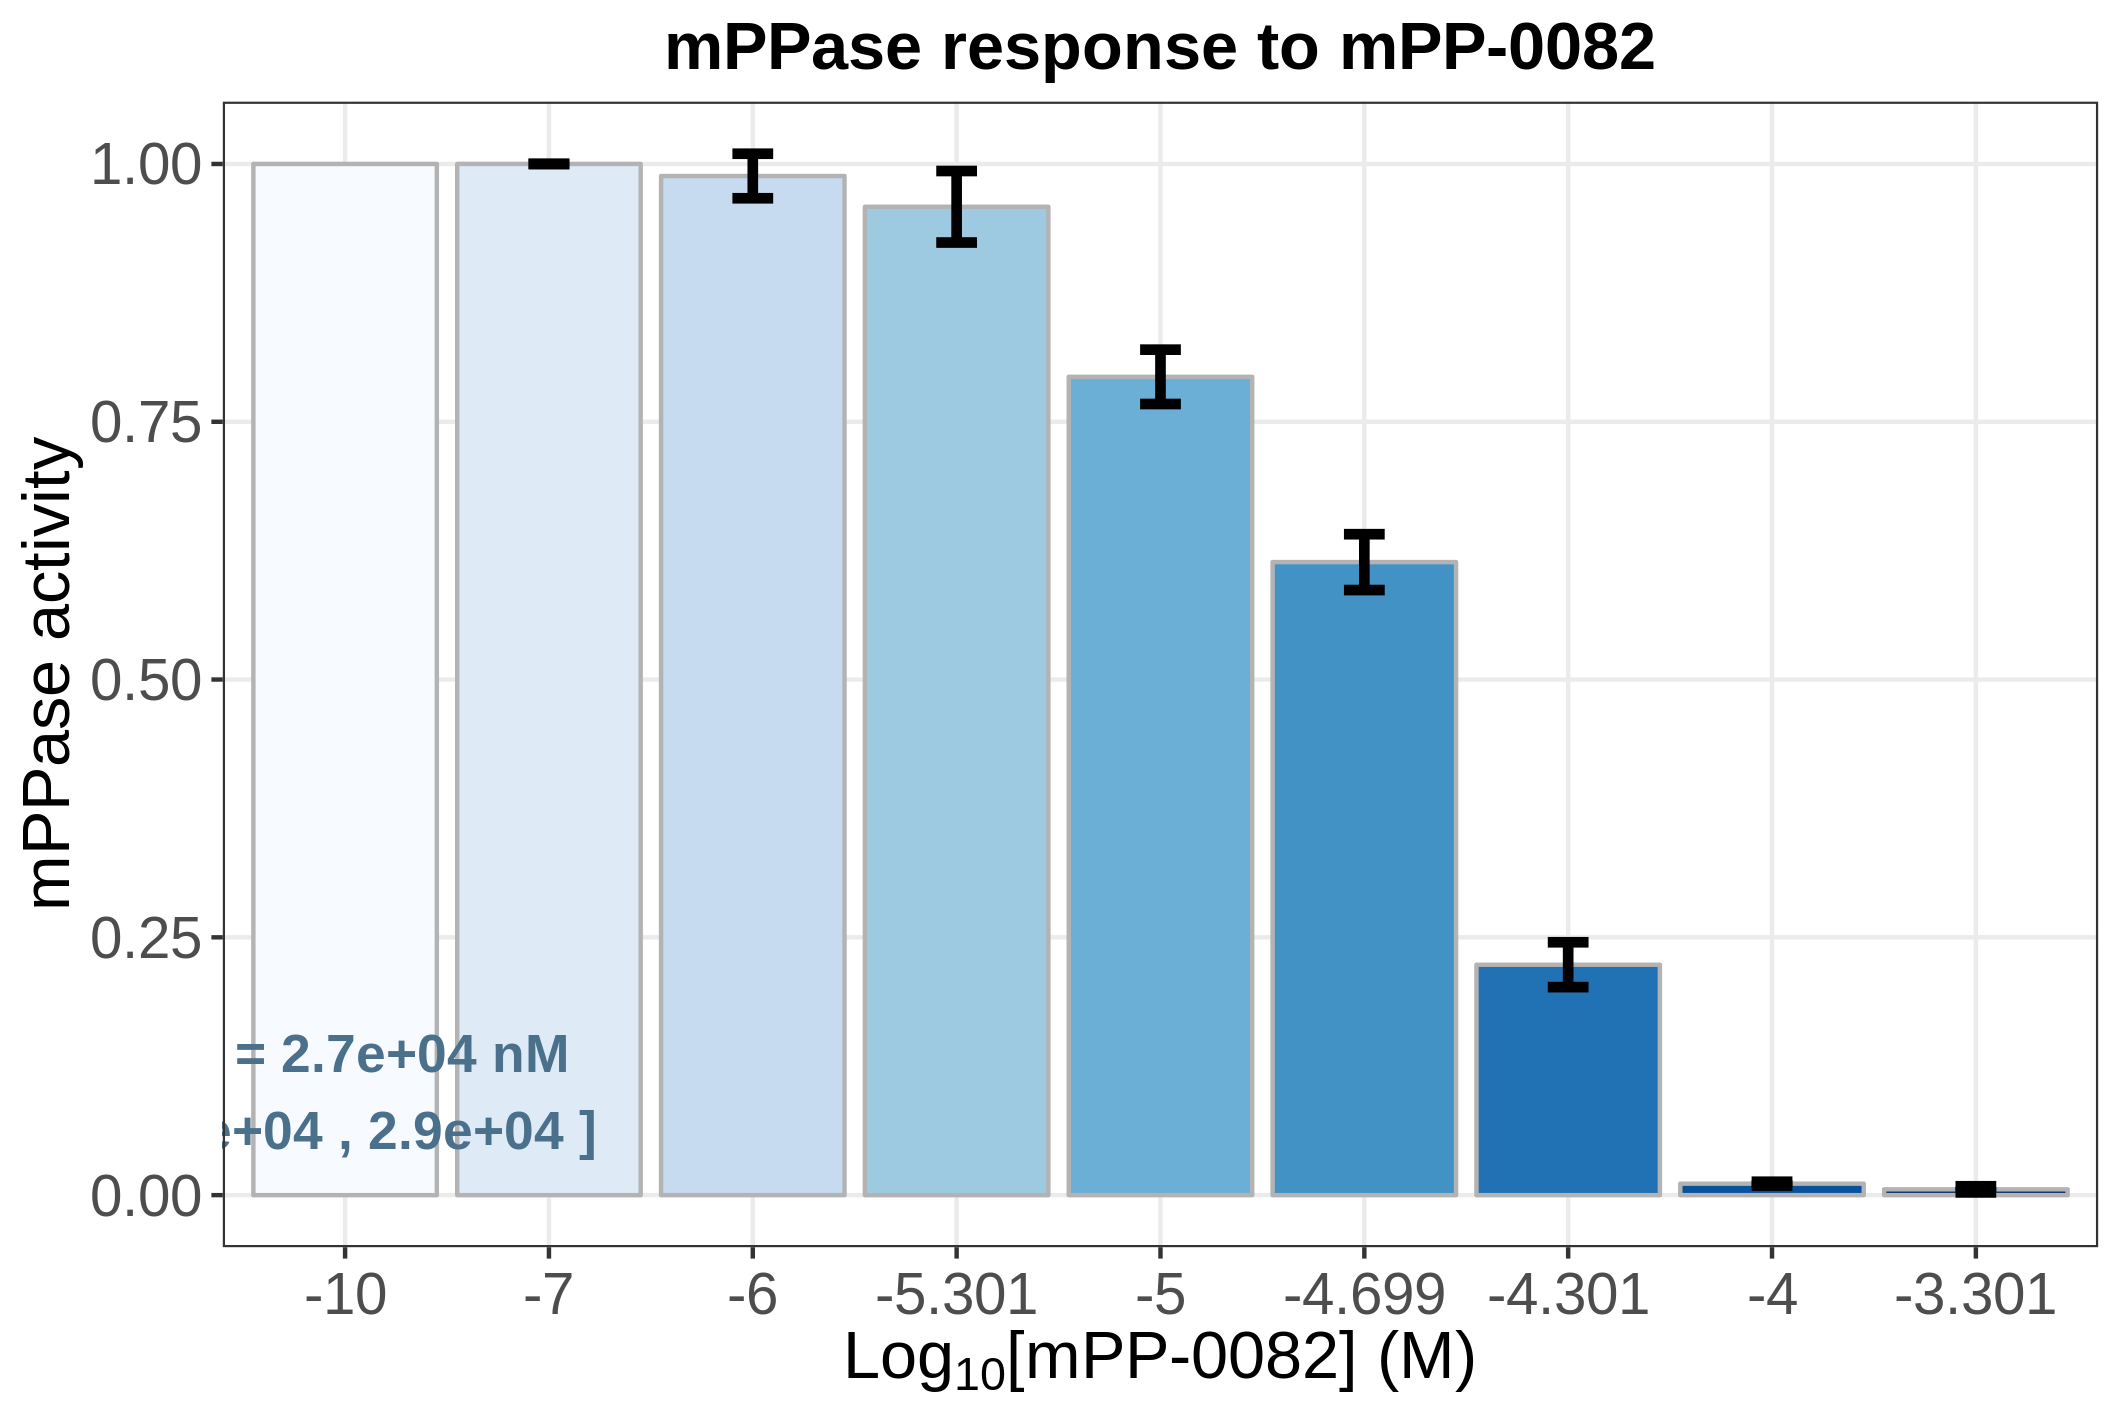 mPPase response to mPP-0082
mPPase activity
1.00
0.75
0.50
0.25
0.00
= 2.7e+04 nM
e+04 , 2.9e+04 ]
-10 -7 -6 -5.301 -5 -4.699 -4.301 -4 -3.301
Log10[mPP-0082] (M)